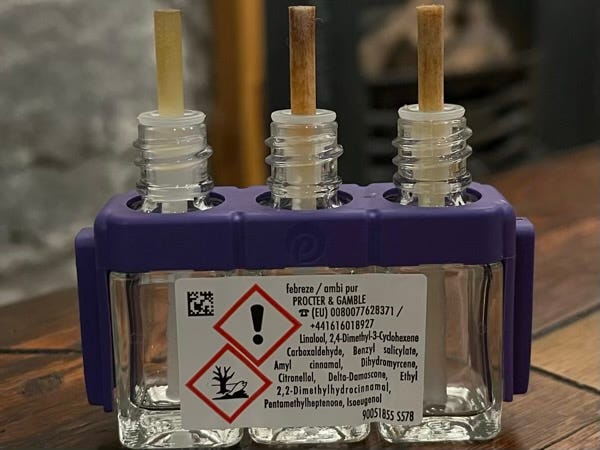 febreze / ambi pur
PROCTER & GAMBLE
☎ (EU) 0080077628371 /
+441616018927
Linalool, 2,4-Dimethyl-3-Cyclohexene
Carboxaldehyde, Benzyl salicylate,
Amyl cinnamal, Dihydromyrcene,
Citronellol, Delta-Damascone, Ethyl
2,2-Dimethylhydrocinnamal,
Pentamethylheptenone, Isoeugenol
90051855 S578